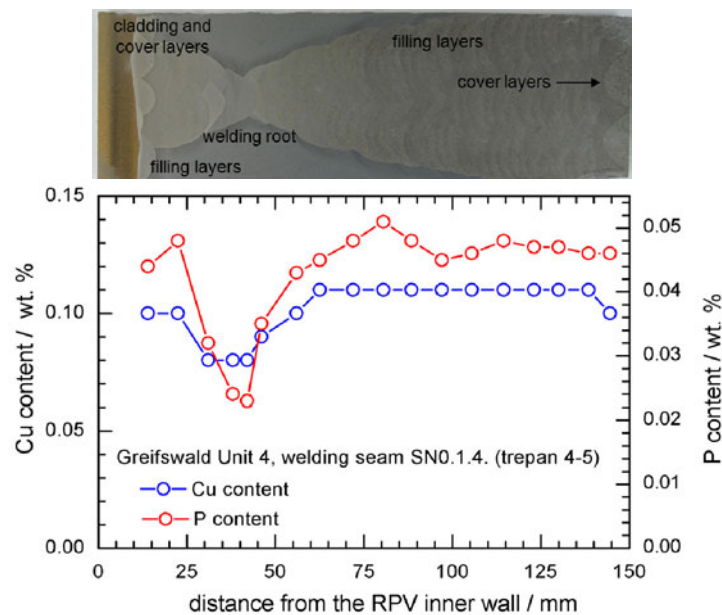 cladding and
cover layers
filling layers
cover layers
welding root
filling layers
0.15
0.10
0.05
0.00
Cu content / wt. %
0.05
0.04
0.03
0.02
0.01
0.00
P content / wt. %
Greifswald Unit 4, welding seam SN0.1.4. (trepan 4-5)
Cu content
P content
0 25 50 75 100 125 150
distance from the RPV inner wall / mm